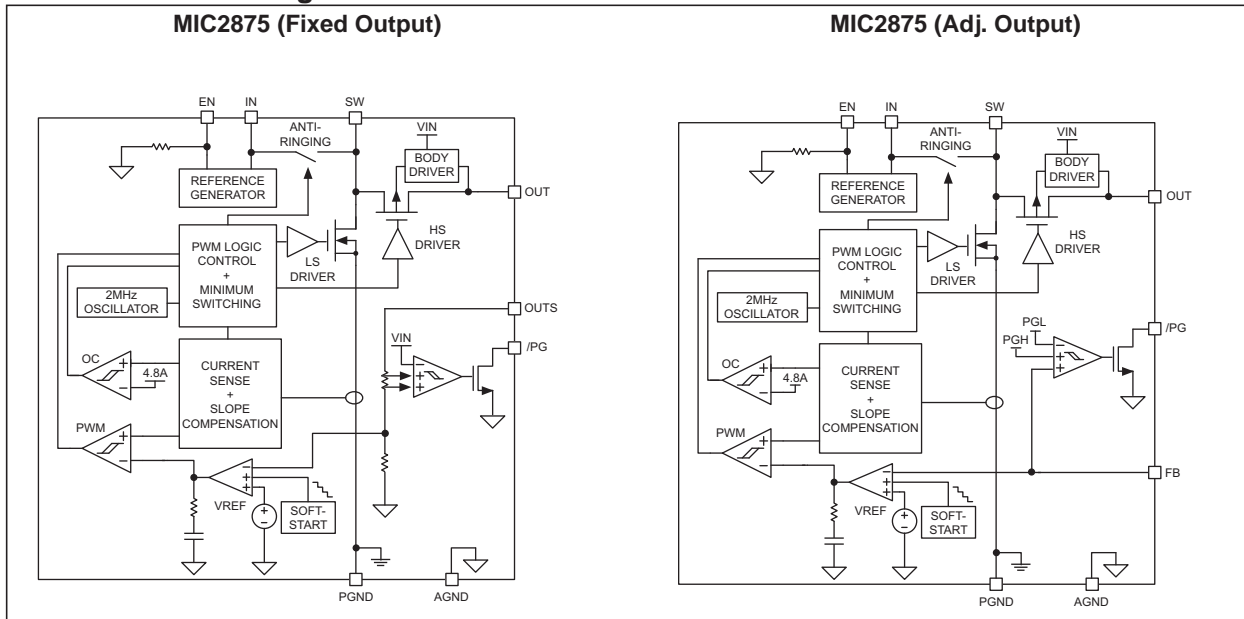 MIC2875 (Fixed Output)
EN
IN
SW
ANTI-
RINGING
VIN
BODY
DRIVER
REFERENCE
GENERATOR
OUT
HS
DRIVER
PWM LOGIC
CONTROL
+
MINIMUM
SWITCHING
LS
DRIVER
2MHz
OSCILLATOR
OUTS
VIN
/PG
OC
4.8A
CURRENT
SENSE
+
SLOPE
COMPENSATION
PWM
VREF
SOFT-
START
PGND
AGND
MIC2875 (Adj. Output)
EN
IN
SW
ANTI-
RINGING
VIN
BODY
DRIVER
REFERENCE
GENERATOR
OUT
HS
DRIVER
PWM LOGIC
CONTROL
+
MINIMUM
SWITCHING
LS
DRIVER
2MHz
OSCILLATOR
PGL
PGH
/PG
OC
4.8A
CURRENT
SENSE
+
SLOPE
COMPENSATION
PWM
FB
VREF
SOFT-
START
PGND
AGND